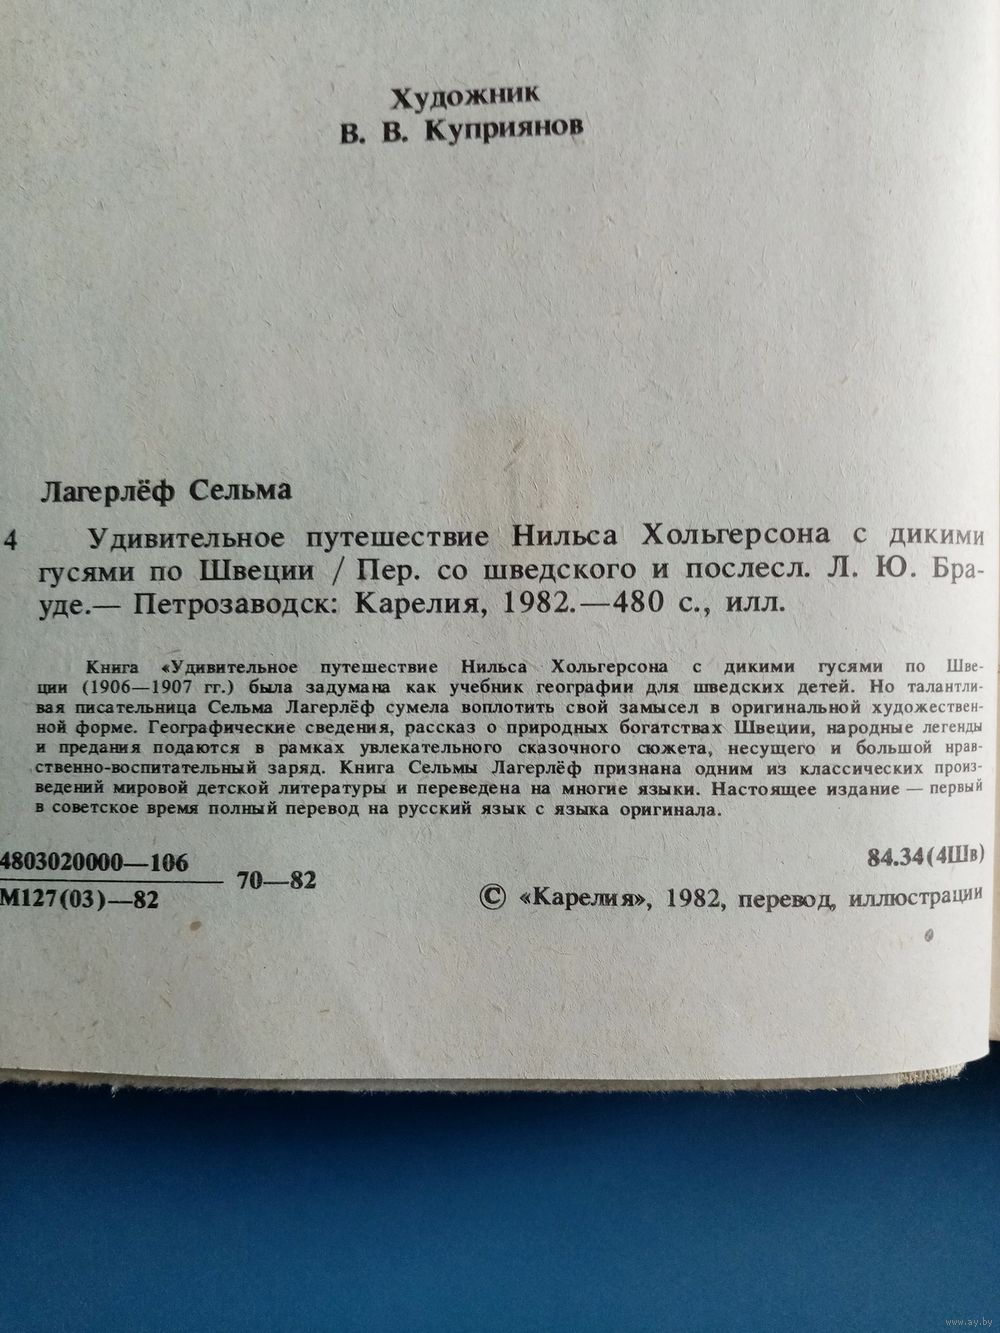 Художник
В. В. Куприянов
Лагерлёф Сельма
4 Удивительное путешествие Нильса Хольгерсона с дикими
гусями по Швеции / Пер. со шведского и послесл. Л. Ю. Бра-
уде.— Петрозаводск: Карелия, 1982.—480 с., илл.
Книга «Удивительное путешествие Нильса Хольгерсона с дикими гусями по Шве-
ции (1906—1907 гг.) была задумана как учебник географии для шведских детей. Но талантли-
вая писательница Сельма Лагерлёф сумела воплотить свой замысел в оригинальной художествен-
ной форме. Географические сведения, рассказ о природных богатствах Швеции, народные легенды
и предания подаются в рамках увлекательного сказочного сюжета, несущего и большой нрав-
ственно-воспитательный заряд. Книга Сельмы Лагерлёф признана одним из классических произ-
ведений мировой детской литературы и переведена на многие языки. Настоящее издание — первый
в советское время полный перевод на русский язык с языка оригинала.
4803020000—106
М127(03)—82
70—82
84.34(4Шв)
© «Карелия», 1982, перевод, иллюстрации
www.ay.by